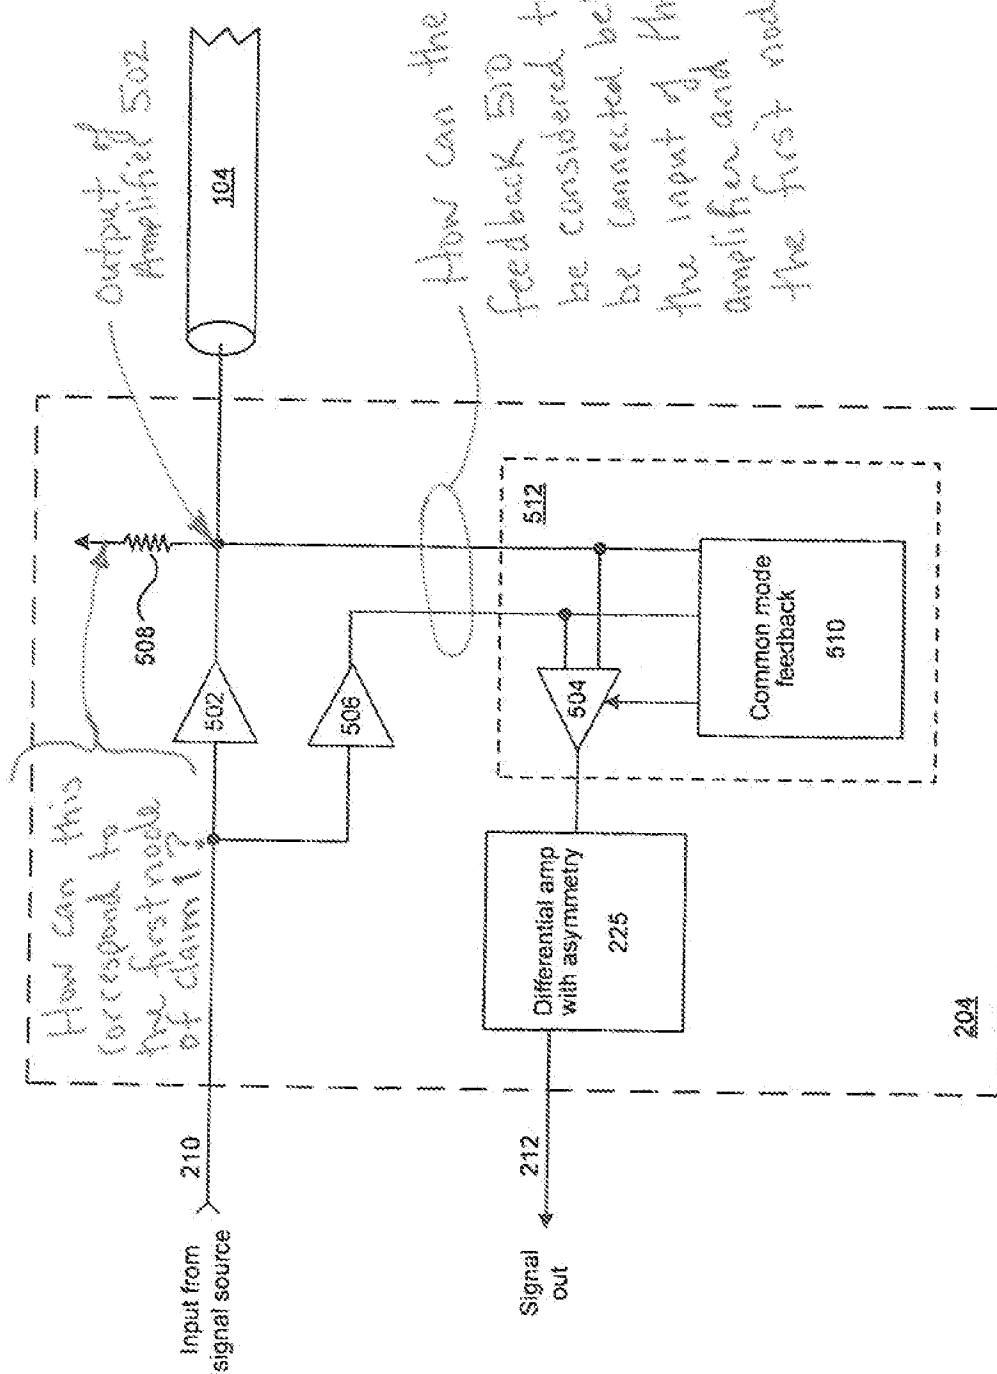 Output of
Amplifier 502
104
How can the
feedback 510
be considered
be connected
the input of
the amplifier and
the first
508
How can this
correspond to
the first node
of claim 1?
502
506
512
504
Common mode
feedback
510
Differential amp
with asymmetry
225
204
210
Input from
signal source
212
Signal
out